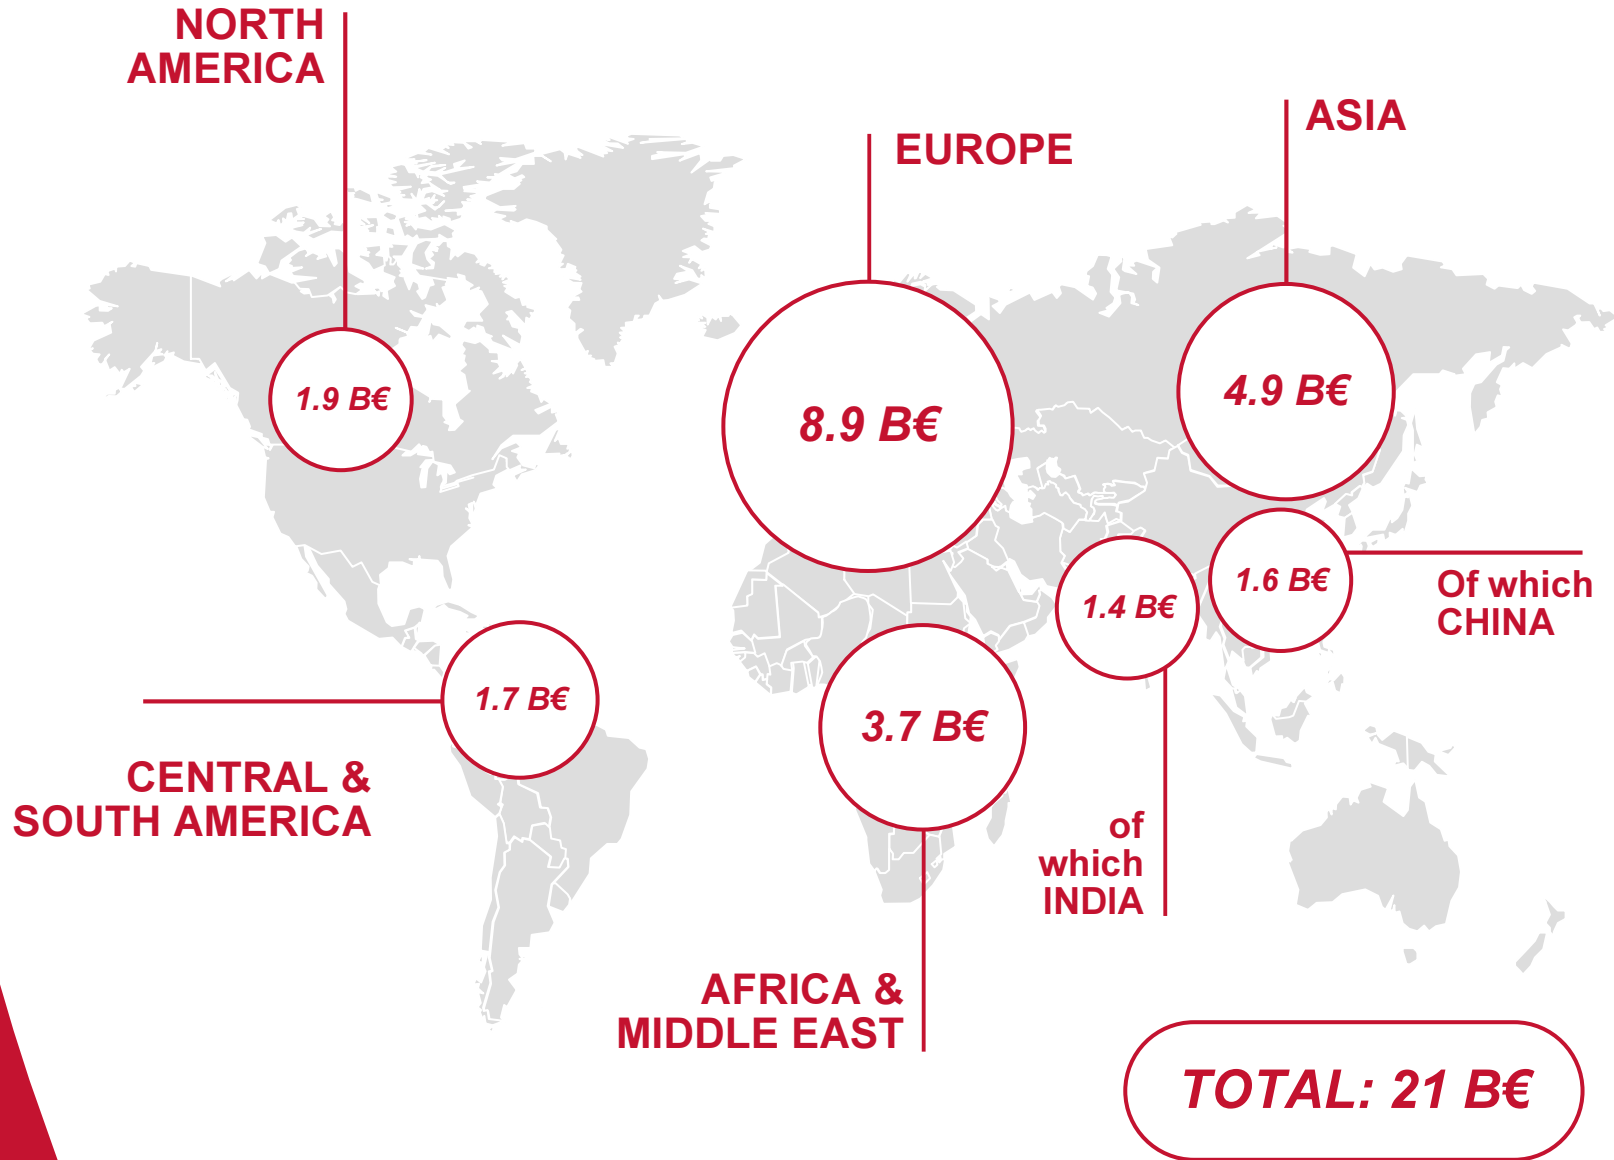 NORTH
AMERICA
1.9 B€
EUROPE
8.9 B€
ASIA
4.9 B€
1.6 B€
Of which
CHINA
1.4 B€
of
which
INDIA
1.7 B€
CENTRAL &
SOUTH AMERICA
3.7 B€
AFRICA &
MIDDLE EAST
TOTAL: 21 B€